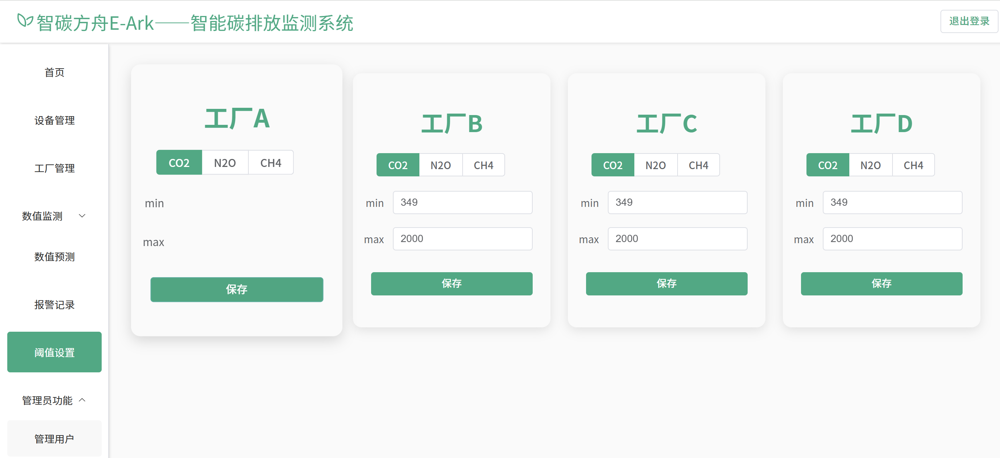 智碳方舟E-Ark——智能碳排放监测系统
退出登录
首页
设备管理
工厂管理
数值监测
数值预测
报警记录
阈值设置
管理员功能
管理用户
工厂A
CO2 N2O CH4
min
max
保存
工厂B
CO2 N2O CH4
min 349
max 2000
保存
工厂C
CO2 N2O CH4
min 349
max 2000
保存
工厂D
CO2 N2O CH4
min 349
max 2000
保存